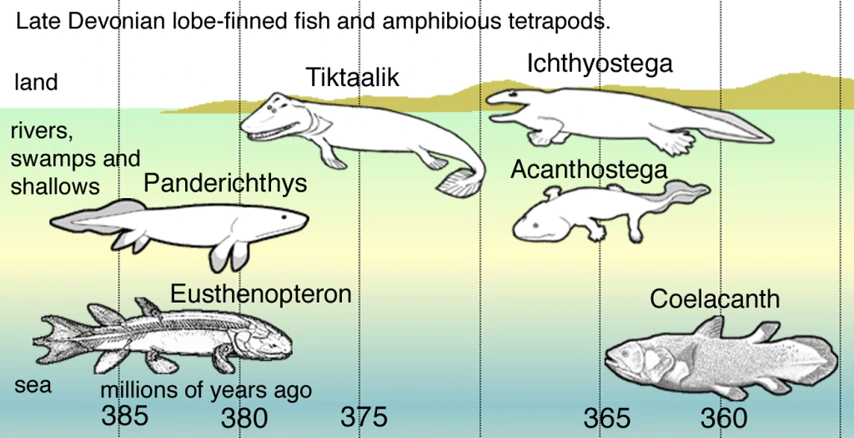 Late Devonian lobe-finned fish and amphibious tetrapods.
land
Tiktaalik
Ichthyostega
rivers,
swamps and
shallows
Panderichthys
Acanthostega
Eusthenopteron
Coelacanth
sea
millions of years ago
385 380 375 365 360